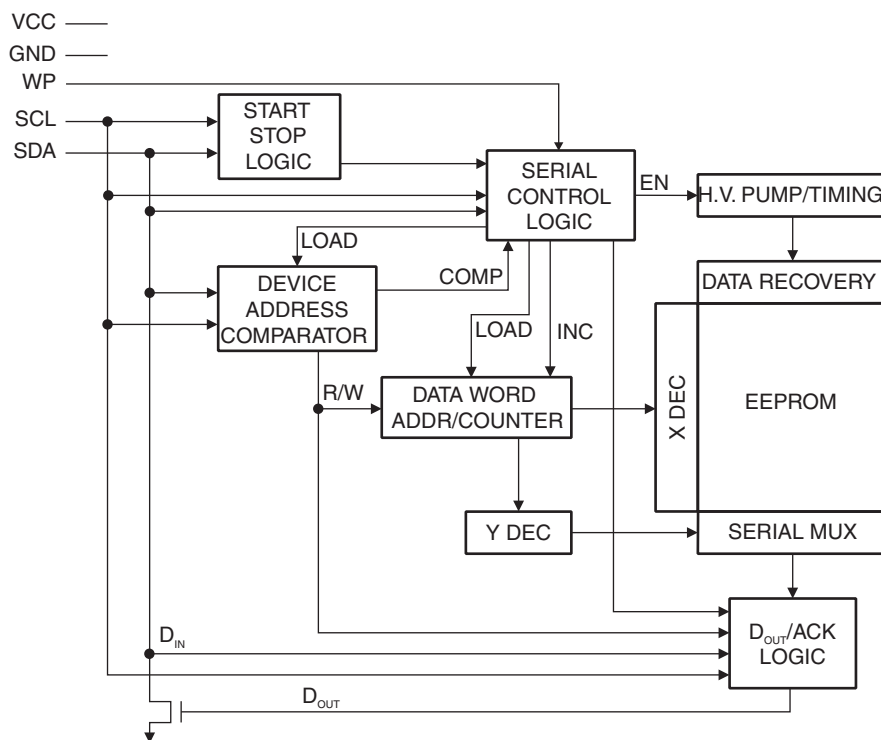 VCC
GND
WP
SCL
SDA
START
STOP
LOGIC
SERIAL
CONTROL
LOGIC
EN
H.V. PUMP/TIMING
LOAD
COMP
DATA RECOVERY
DEVICE
ADDRESS
COMPARATOR
LOAD
INC
R/W
DATA WORD
ADDR/COUNTER
X DEC
EEPROM
Y DEC
SERIAL MUX
DOUT/ACK
LOGIC
DIN
DOUT